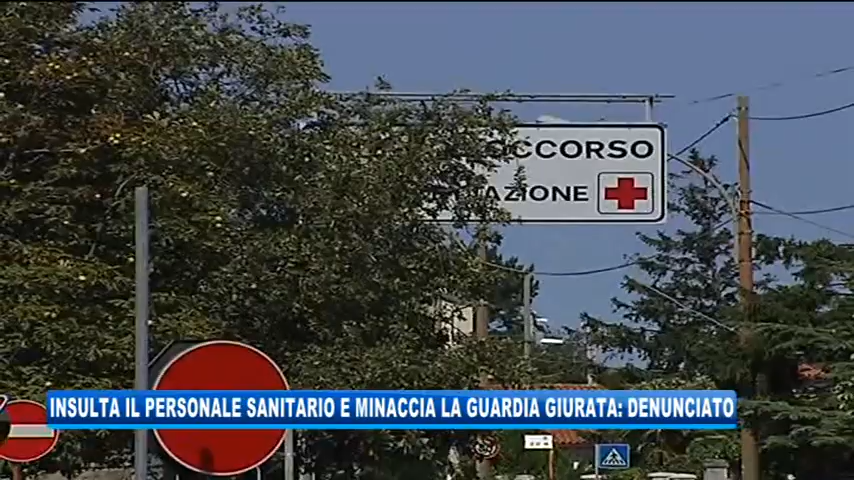 OCCORSO
AZIONE
INSULTA IL PERSONALE SANITARIO E MINACCIA LA GUARDIA GIURATA: DENUNCIATO